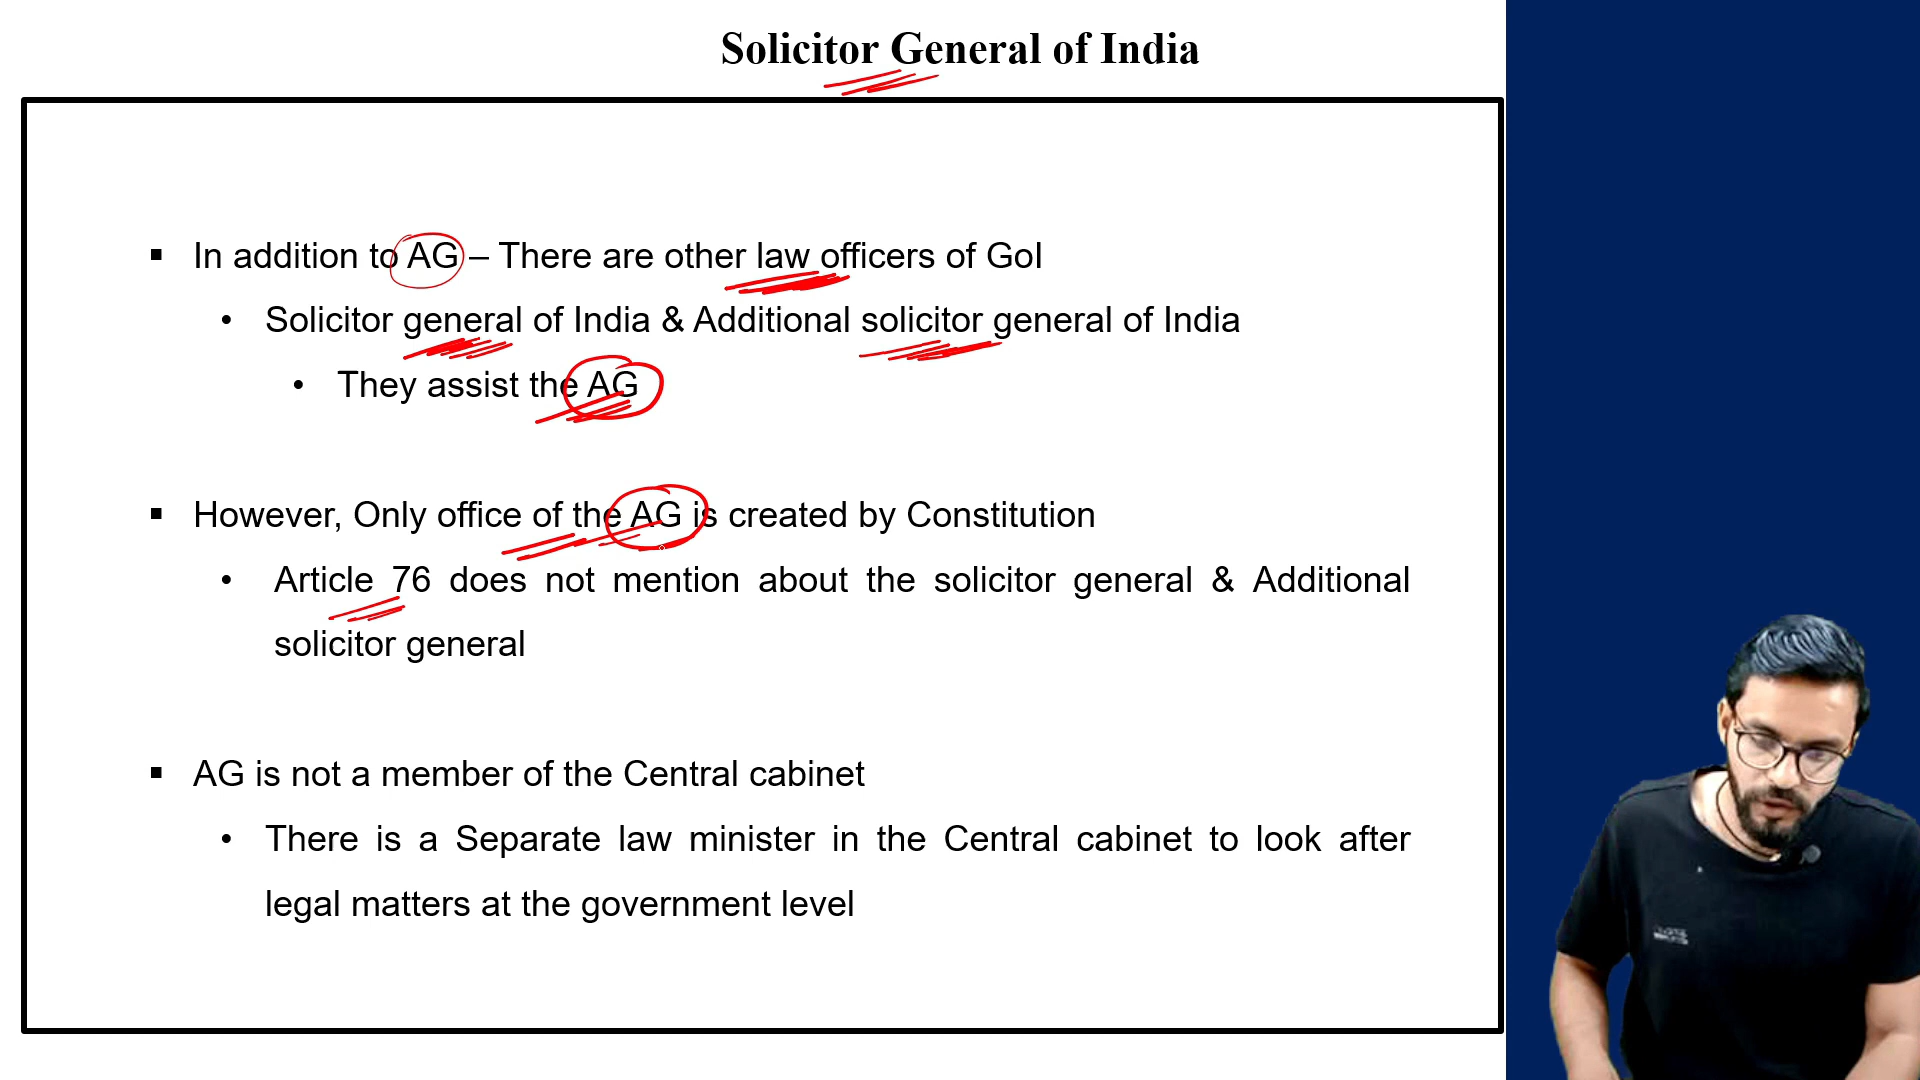 Solicitor General of India
▪ In addition to AG – There are other law officers of GoI
• Solicitor general of India & Additional solicitor general of India
• They assist the AG
▪ However, Only office of the AG is created by Constitution
• Article 76 does not mention about the solicitor general & Additional
solicitor general
▪ AG is not a member of the Central cabinet
• There is a Separate law minister in the Central cabinet to look after
legal matters at the government level